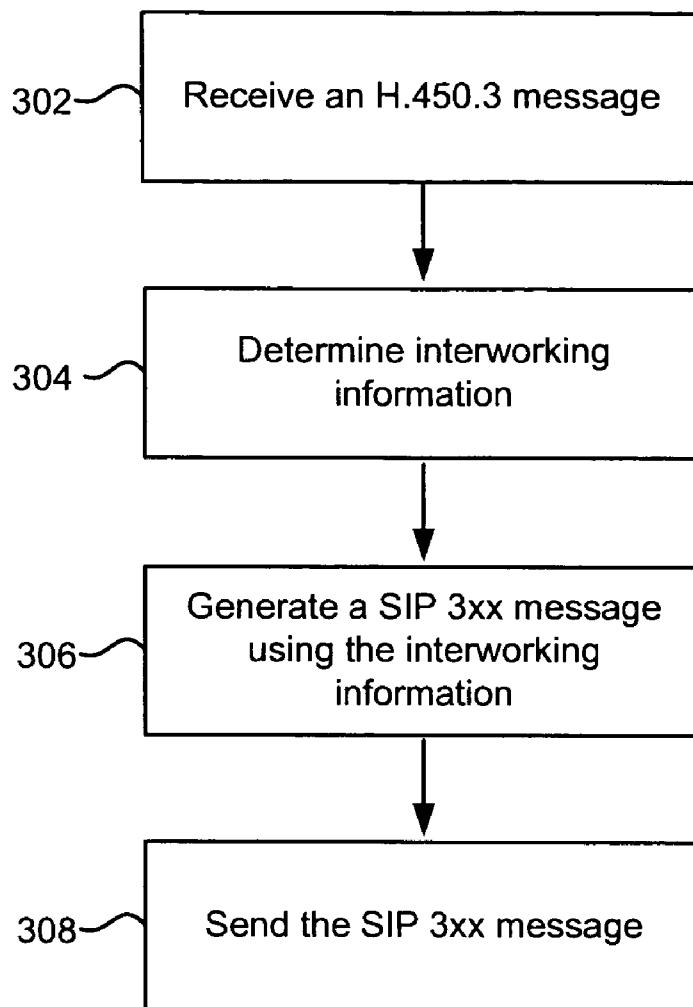 302
Receive an H.450.3 message
304
Determine interworking
information
306
Generate a SIP 3xx message
using the interworking
information
308
Send the SIP 3xx message